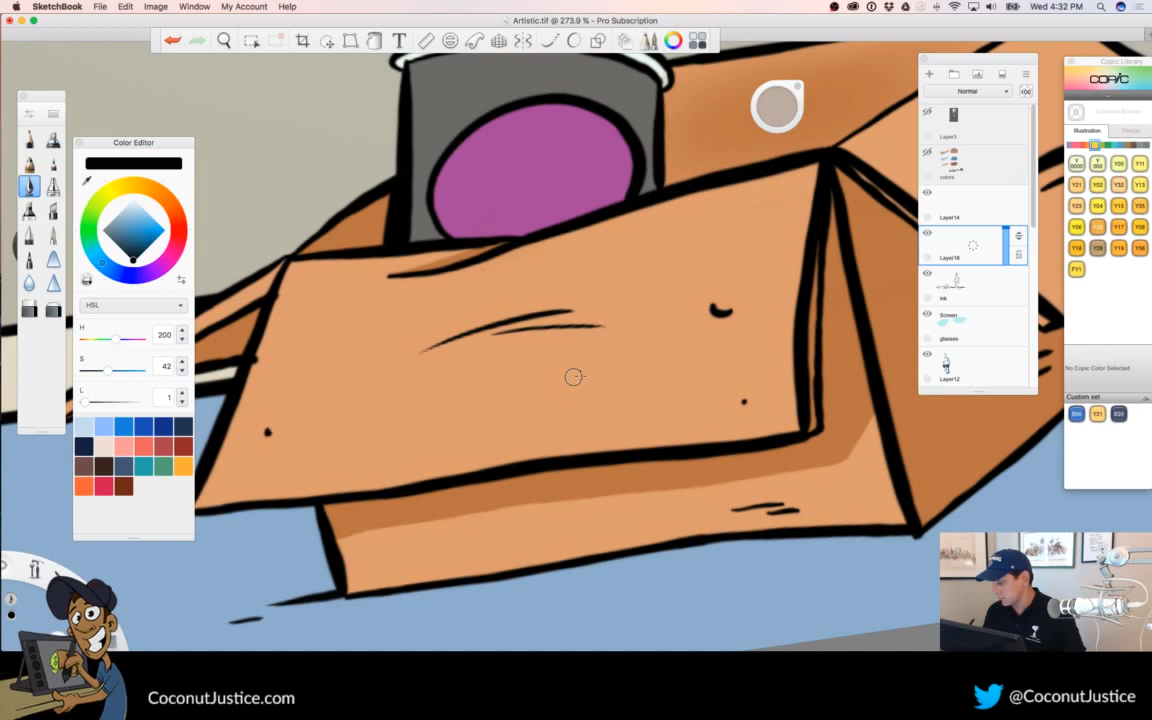 SketchBook File Edit Image Window My Account Help
Wed 4:32 PM
Artistic.tif @ 273.9 % - Pro Subscription
Color Editor
HSL
H 200
S 42
L 1
Normal
Layer3
colors
Layer14
Layer18
Ink
Screen
glasses
Layer12
Copic Library
COPIC
Illustration Design
Y0000 Y000 Y00 Y11
Y21 Y02 Y32 Y13
Y23 Y04 Y15 Y35
Y06 Y26 Y17 Y08
Y18 Y28 Y19 Y38
FY1
No Copic Color Selected
Custom set
Y21
CoconutJustice.com
@CoconutJustice